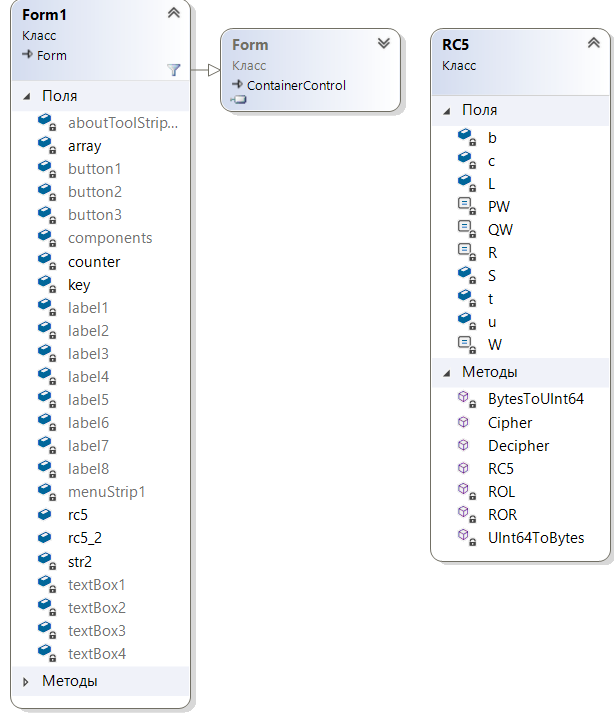 Form1
Класс
Form
Поля
aboutToolStrip...
array
button1
button2
button3
components
counter
key
label1
label2
label3
label4
label5
label6
label7
label8
menuStrip1
rc5
rc5_2
str2
textBox1
textBox2
textBox3
textBox4
Методы
Form
Класс
ContainerControl
RC5
Класс
Поля
b
c
L
PW
QW
R
S
t
u
W
Методы
BytesToUInt64
Cipher
Decipher
RC5
ROL
ROR
UInt64ToBytes